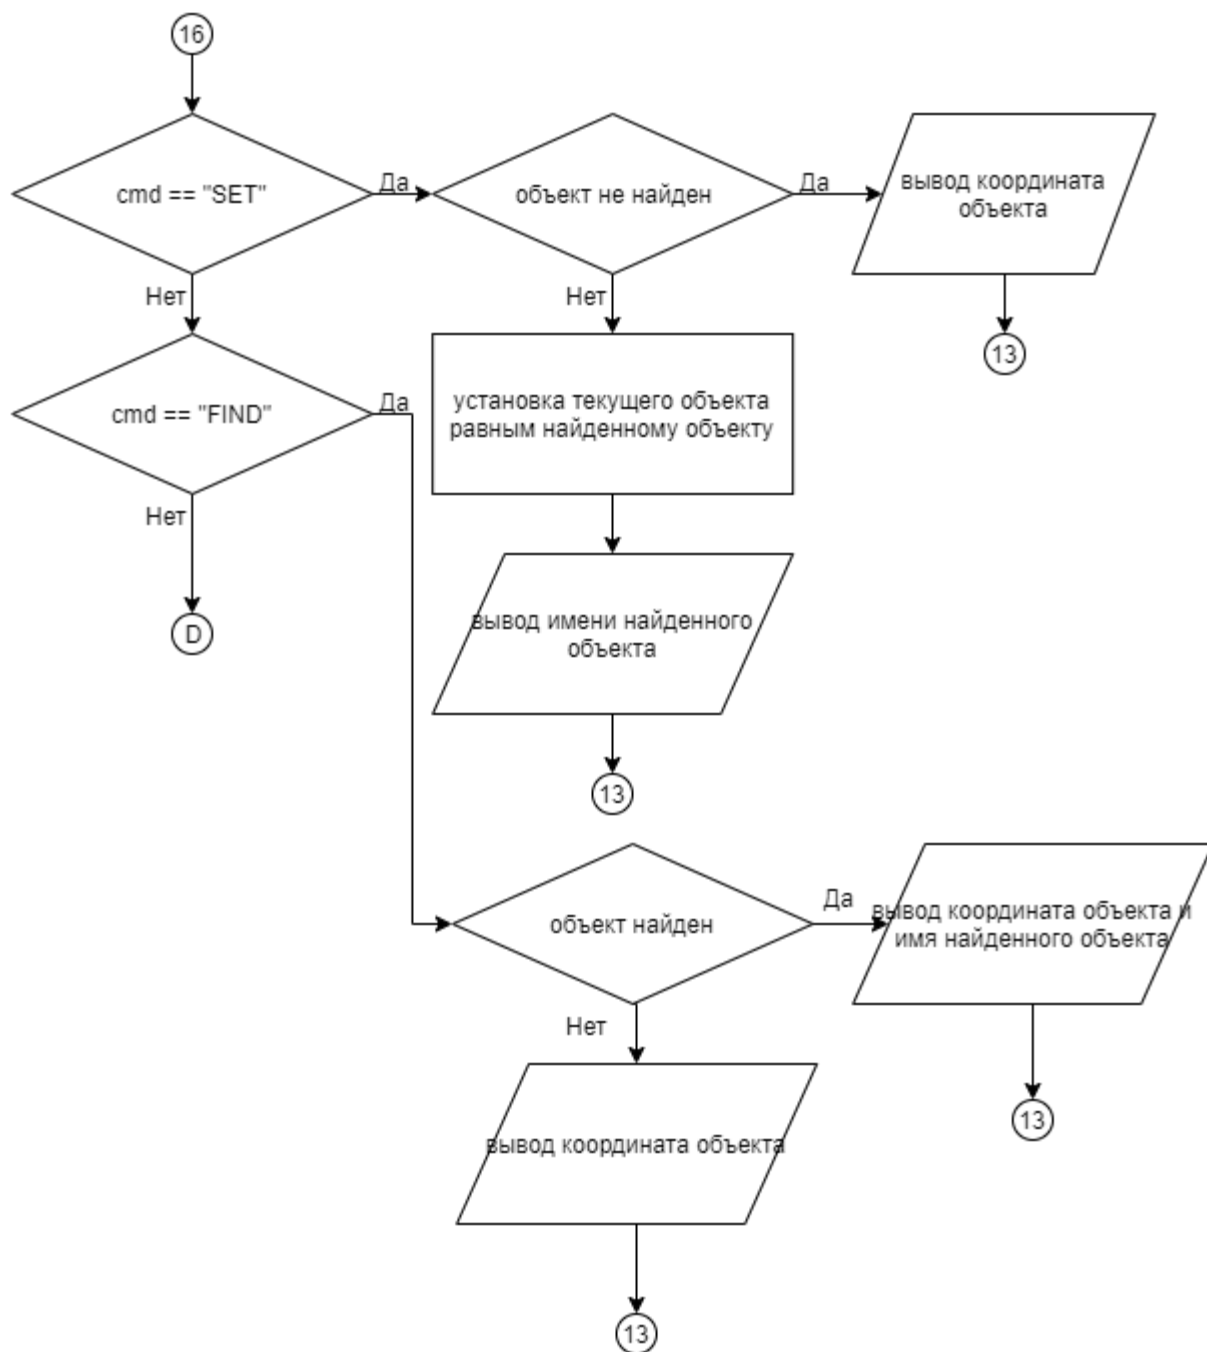 16
cmd == "SET"
Да
объект не найден
Да
вывод координата
объекта
Нет
Нет
13
cmd == "FIND"
Да
установка текущего объекта
равным найденному объекту
Нет
вывод имени найденного
объекта
D
13
объект найден
Да
вывод координата объекта и
имя найденного объекта
Нет
13
вывод координата объекта
13